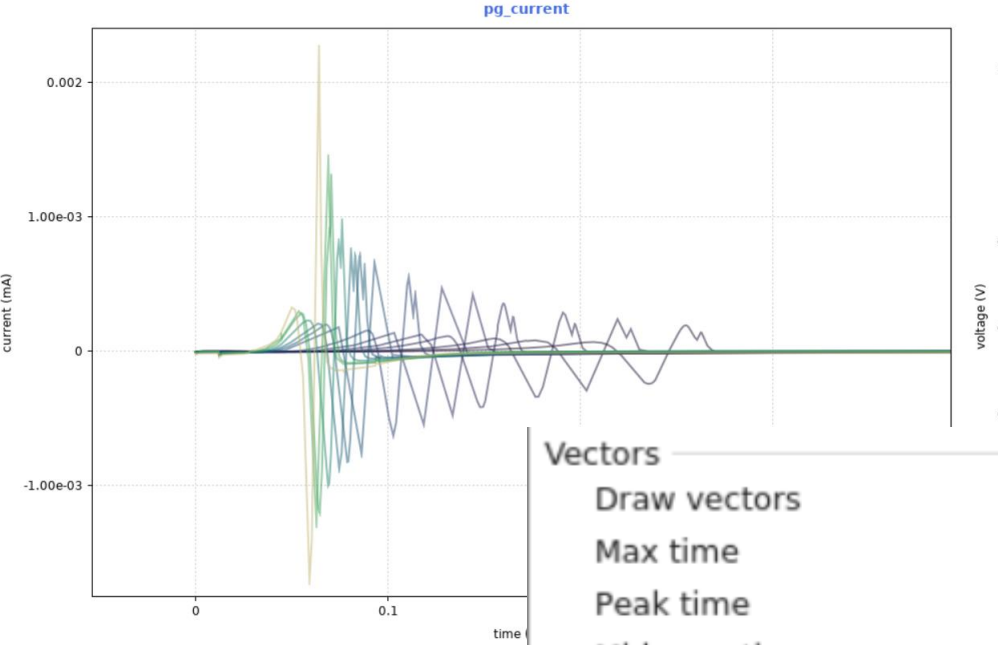 pg_current
0.002
1.00e-03
0
-1.00e-03
current (mA)
voltage (V)
0
0.1
time (
Vectors
Draw vectors
Max time
Peak time